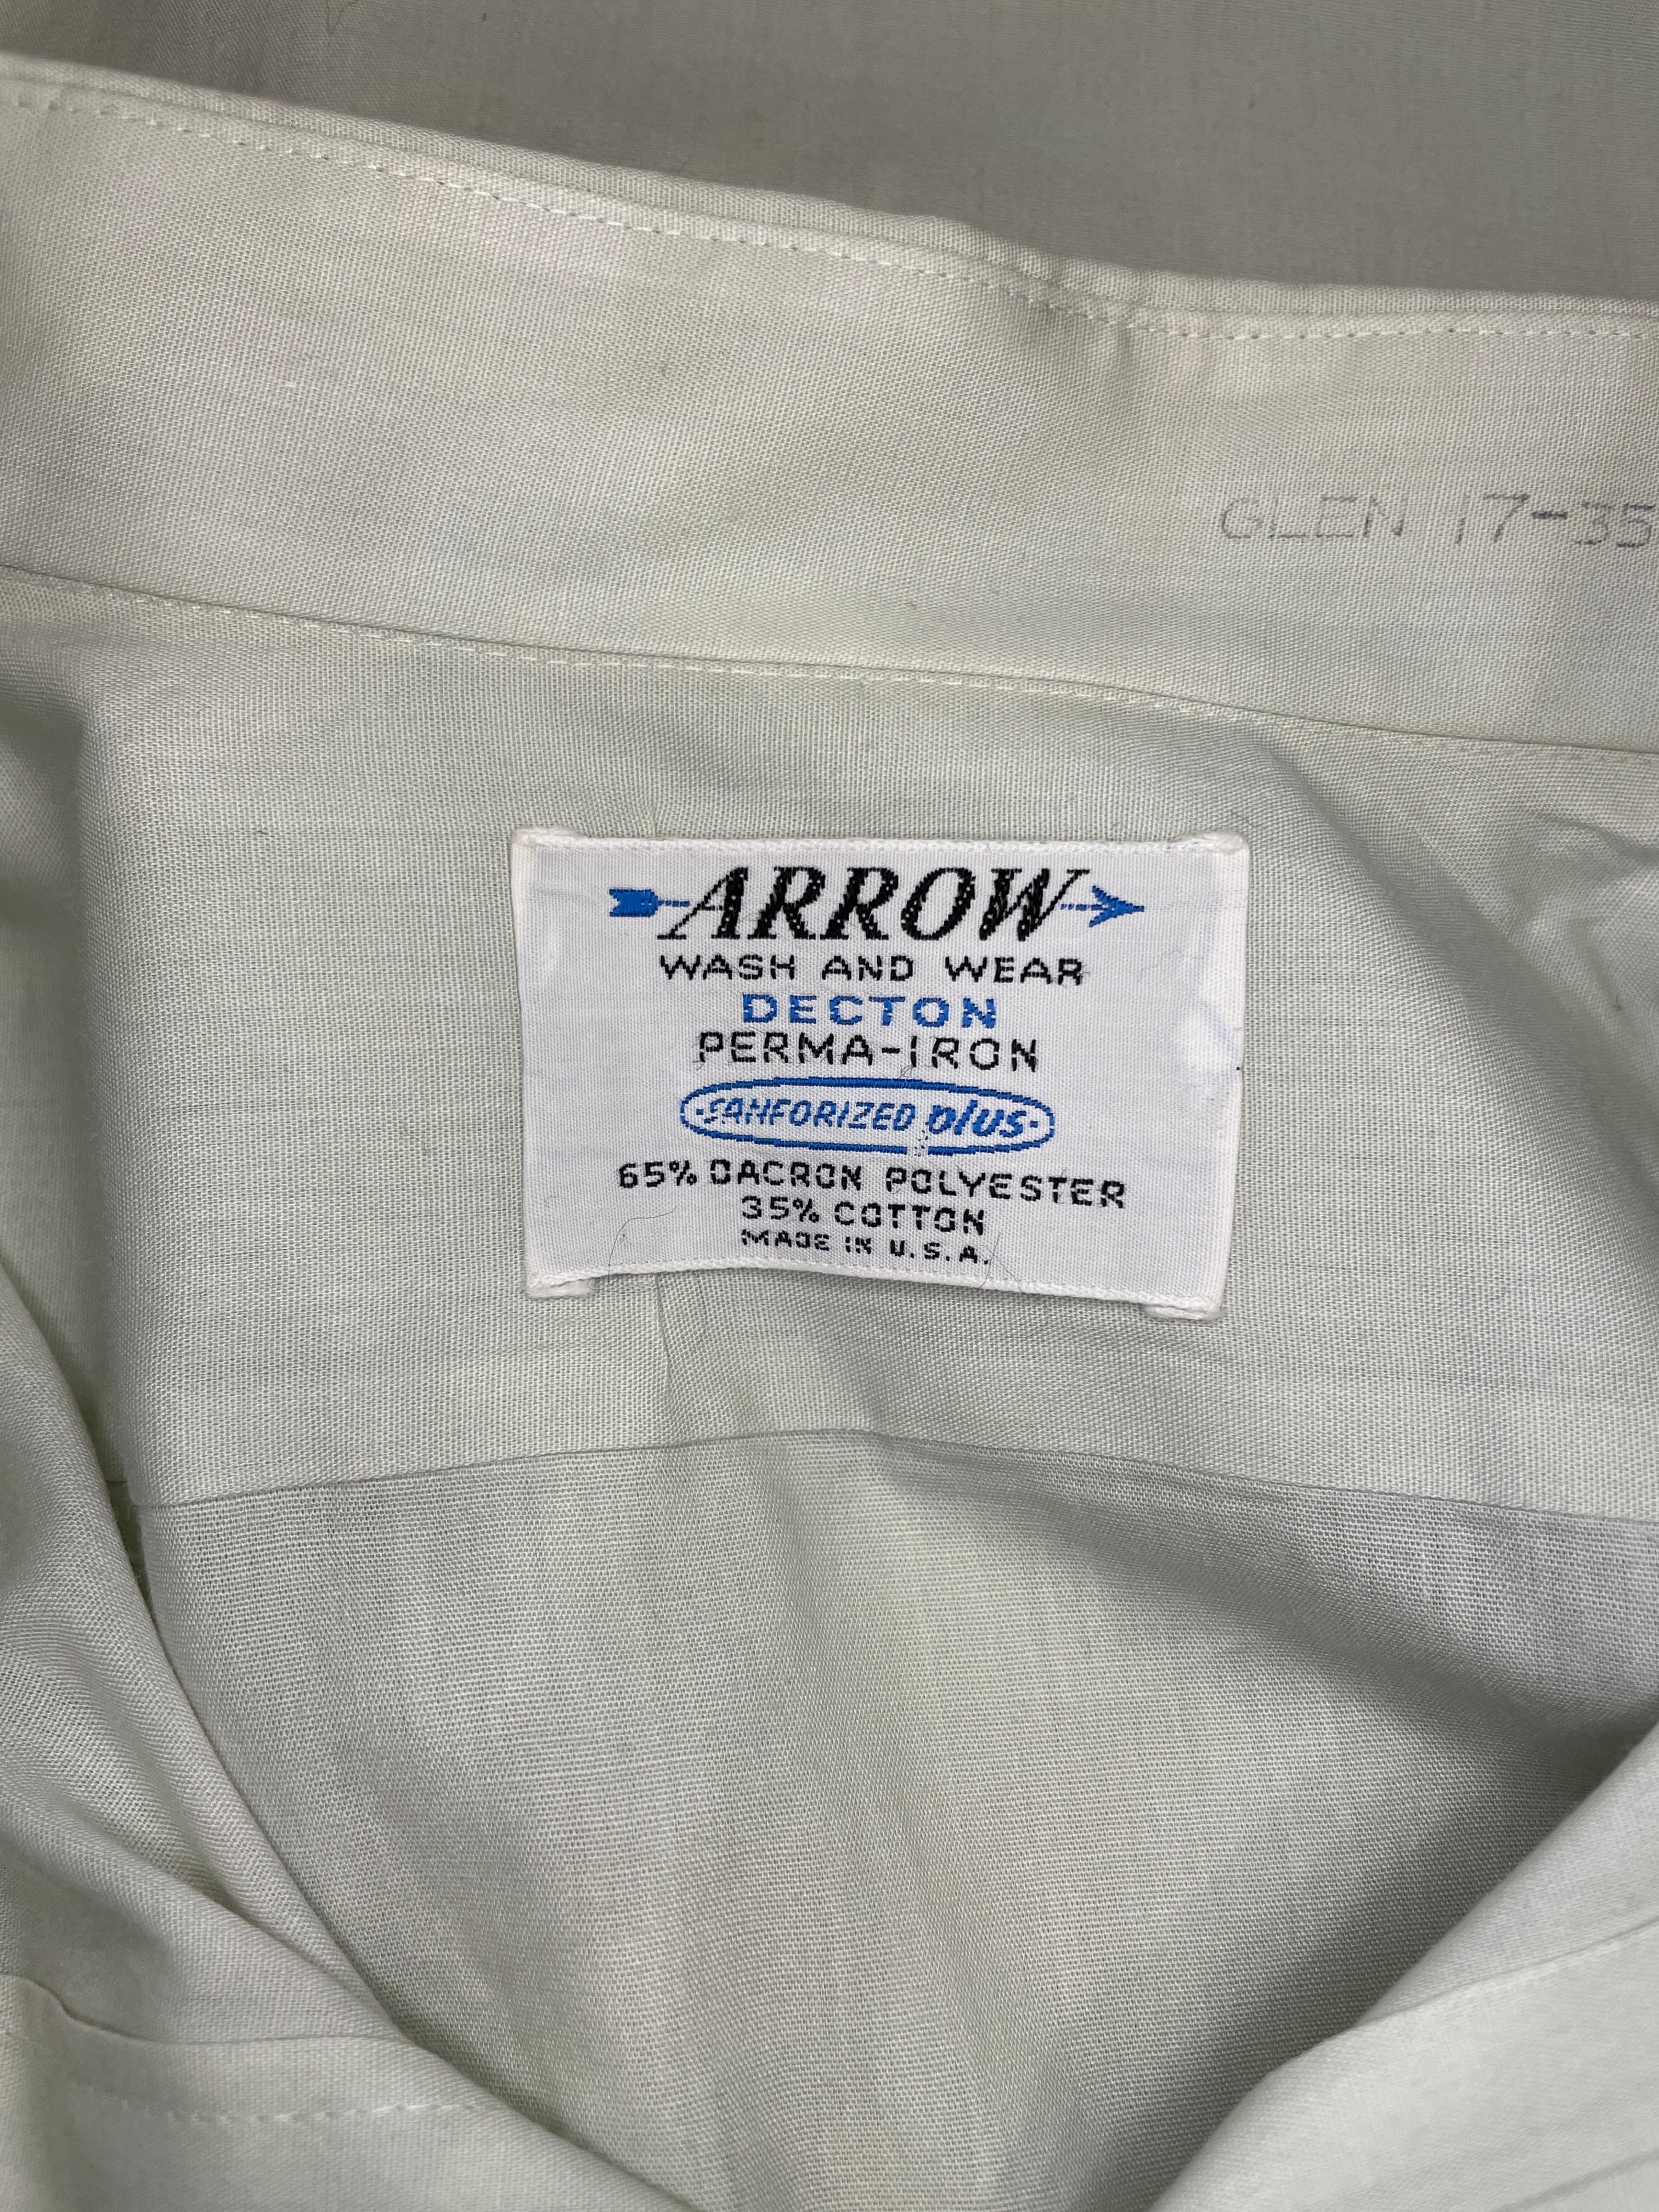 GLEN 17-35
ARROW
WASH AND WEAR
DECTON
PERMA-IRON
SANFORIZED plus
65% DACRON POLYESTER
35% COTTON
MADE IN U.S.A.